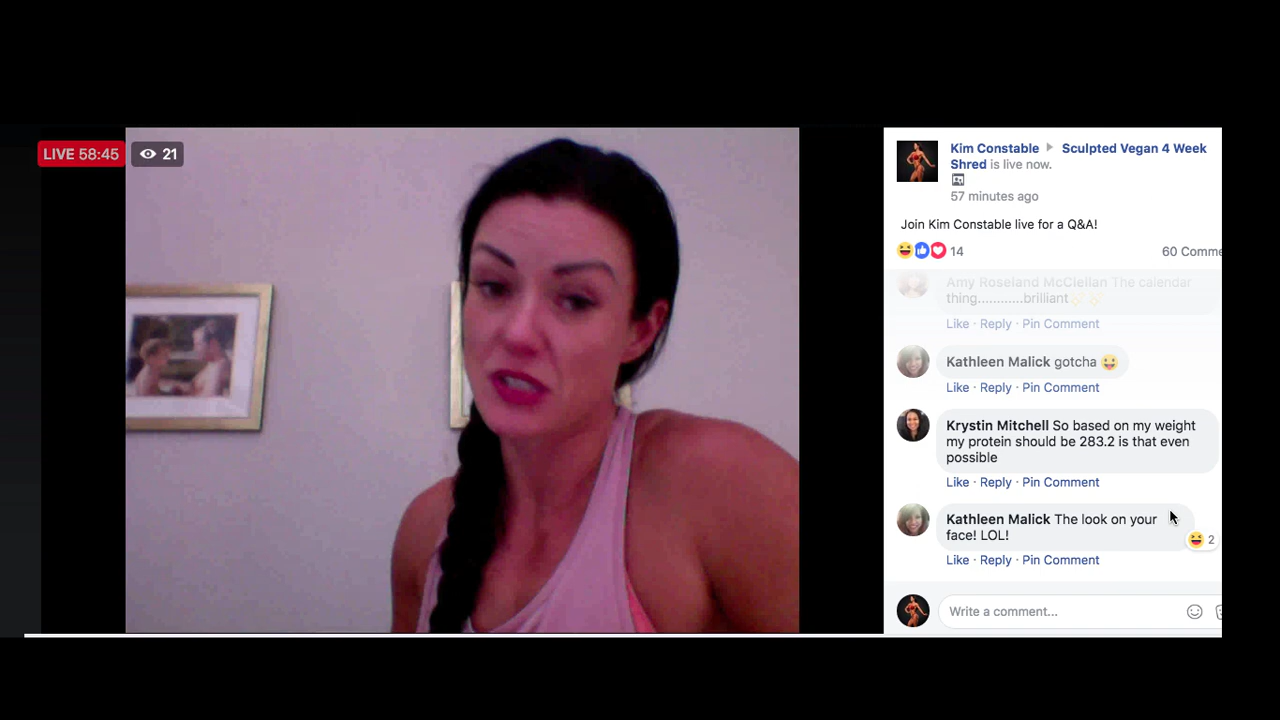 LIVE 58:45
21
Kim Constable Sculpted Vegan 4 Week
Shred is live now.
57 minutes ago
Join Kim Constable live for a Q&A!
14
60 Comme
Amy Roseland McClellan The calendar
thing............brilliant
Like · Reply · Pin Comment
Kathleen Malick gotcha
Like · Reply · Pin Comment
Krystin Mitchell So based on my weight
my protein should be 283.2 is that even
possible
Like · Reply · Pin Comment
Kathleen Malick The look on your
face! LOL!
2
Like · Reply · Pin Comment
Write a comment...